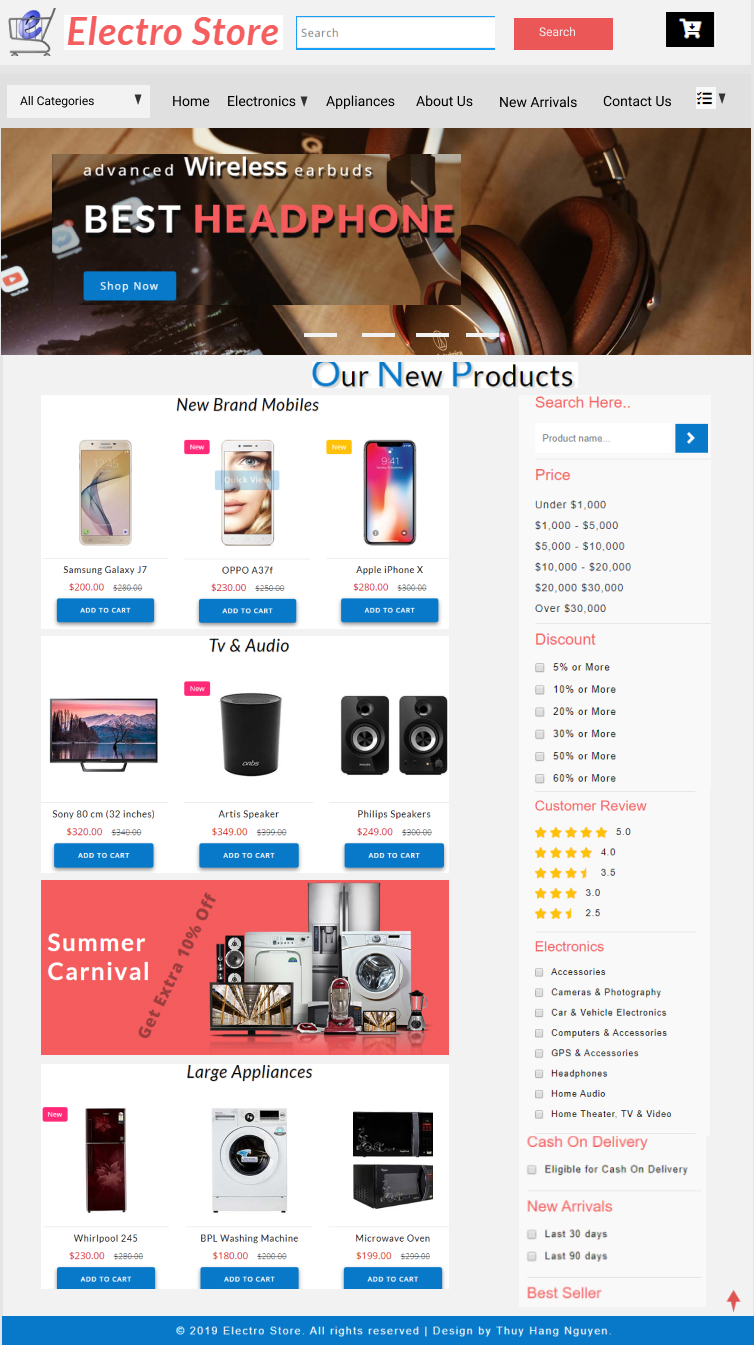 Electro Store
Search
Search
All Categories
Home
Electronics
Appliances
About Us
New Arrivals
Contact Us
advanced Wireless earbuds
BEST HEADPHONE
Shop Now
Our New Products
New Brand Mobiles
New
New
12:45
9:41
Quick View
Samsung Galaxy J7
OPPO A37f
Apple iPhone X
$200.00 $280.00
$230.00 $250.00
$280.00 $300.00
ADD TO CART
ADD TO CART
ADD TO CART
Tv & Audio
New
artis
PHILIPS
Sony 80 cm (32 inches)
Artis Speaker
Philips Speakers
$320.00 $340.00
$349.00 $399.00
$249.00 $300.00
ADD TO CART
ADD TO CART
ADD TO CART
Summer
Carnival
Get Extra 10% Off
Large Appliances
New
Whirlpool 245
BPL Washing Machine
Microwave Oven
$230.00 $280.00
$180.00 $200.00
$199.00 $299.00
ADD TO CART
ADD TO CART
ADD TO CART
Search Here..
Product name...
Price
Under $1,000
$1,000 - $5,000
$5,000 - $10,000
$10,000 - $20,000
$20,000 $30,000
Over $30,000
Discount
5% or More
10% or More
20% or More
30% or More
50% or More
60% or More
Customer Review
5.0
4.0
3.5
3.0
2.5
Electronics
Accessories
Cameras & Photography
Car & Vehicle Electronics
Computers & Accessories
GPS & Accessories
Headphones
Home Audio
Home Theater, TV & Video
Cash On Delivery
Eligible for Cash On Delivery
New Arrivals
Last 30 days
Last 90 days
Best Seller
© 2019 Electro Store. All rights reserved | Design by Thuy Hang Nguyen.